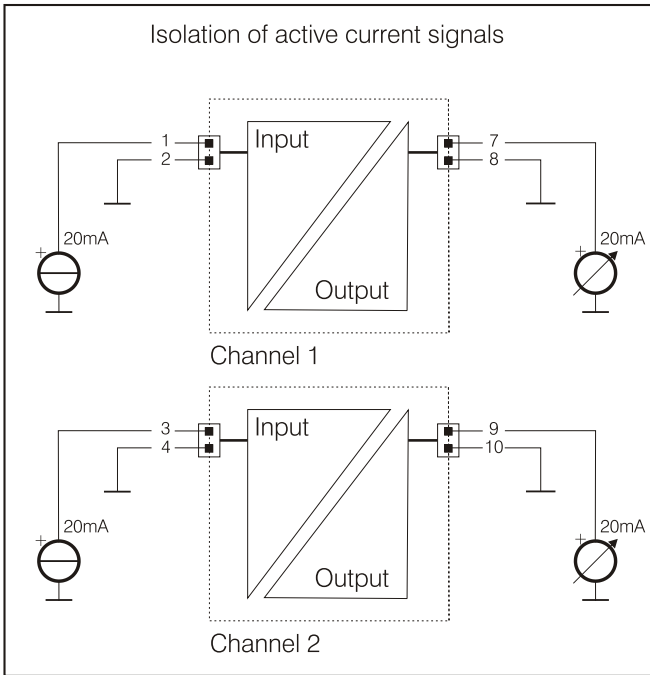 Isolation of active current signals
1
2
Input
7
8
+
20mA
+
20mA
Output
Channel 1
3
4
Input
9
10
+
20mA
+
20mA
Output
Channel 2